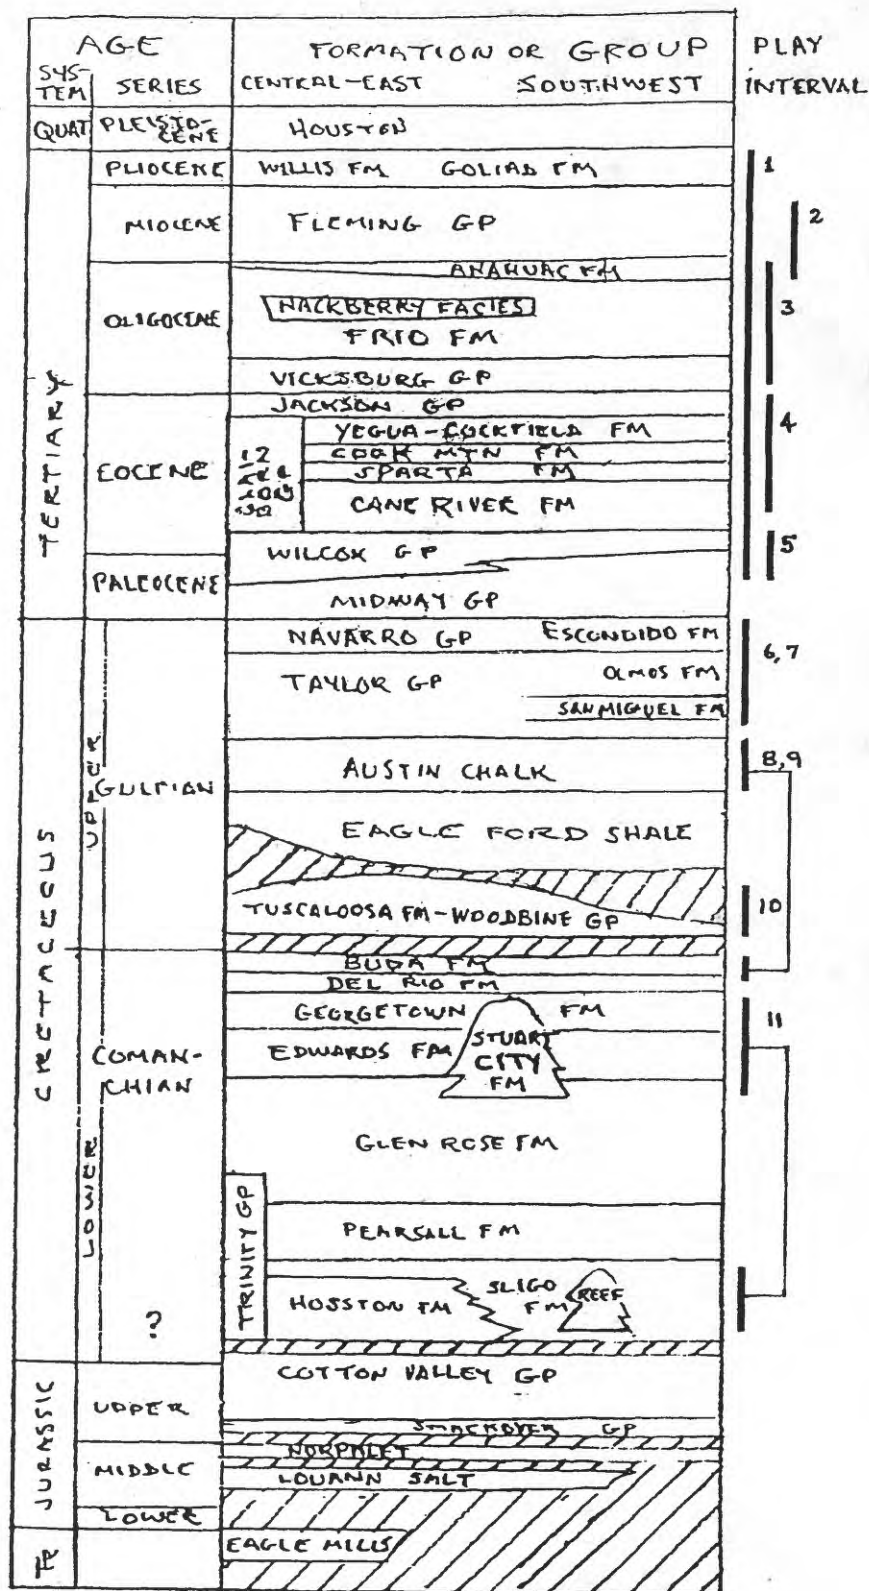 AGE
FORMATION OR GROUP
PLAY
INTERVAL
SYS-
TEM
SERIES
CENTRAL-EAST
SOUTHWEST
QUAT
PLEISTO-
CENE
HOUSTON
TERTIARY
PLIOCENE
WILLIS FM
GOLIAD FM
1
MIOCENE
FLEMING GP
2
ANAHUAC FM
OLIGOCENE
HACKBERRY FACIES
3
FRIO FM
VICKSBURG GP
JACKSON GP
4
EOCENE
YEGUA-COCKFIELD FM
COOK MTN FM
SPARTA FM
CANE RIVER FM
WILCOX GP
5
PALEOCENE
MIDWAY GP
CRETACEOUS
UPPER
GULFIAN
NAVARRO GP
ESCONDIDO FM
6,7
TAYLOR GP
OLMOS FM
SAN MIGUEL FM
AUSTIN CHALK
8,9
EAGLE FORD SHALE
TUSCALOOSA FM-WOODBINE GP
10
LOWER
COMAN-
CHIAN
BUDA FM
DEL RIO FM
GEORGETOWN FM
11
EDWARDS FM
STUART
CITY
FM
GLEN ROSE FM
TRINITY GP
PEARSALL FM
HOSSTON FM
SLIGO
FM
REEF
?
JURASSIC
COTTON VALLEY GP
UPPER
SMACKOVER GP
NORPHLET
MIDDLE
LOUANN SALT
LOWER
EAGLE MILLS